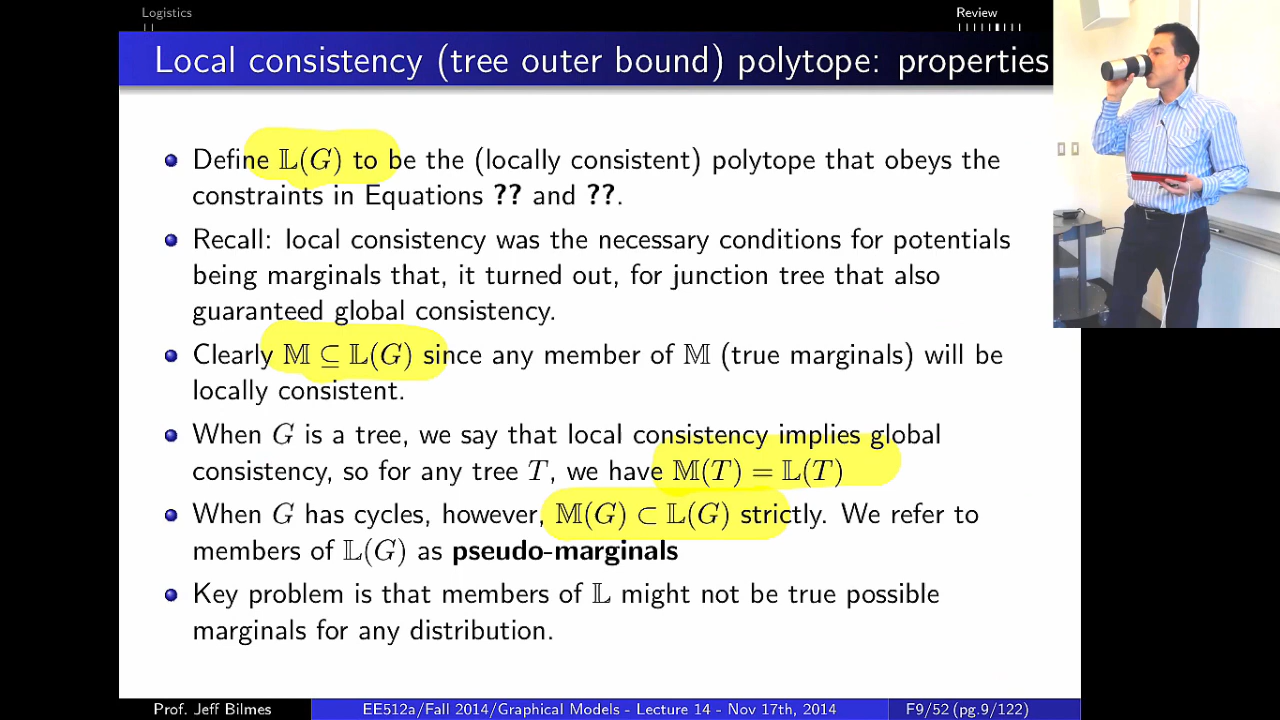 Logistics
Review
Local consistency (tree outer bound) polytope: properties
Define 𝕃(G) to be the (locally consistent) polytope that obeys the
constraints in Equations ?? and ??.
Recall: local consistency was the necessary conditions for potentials
being marginals that, it turned out, for junction tree that also
guaranteed global consistency.
Clearly 𝕄 ⊆ 𝕃(G) since any member of 𝕄 (true marginals) will be
locally consistent.
When G is a tree, we say that local consistency implies global
consistency, so for any tree T, we have 𝕄(T) = 𝕃(T)
When G has cycles, however, 𝕄(G) ⊂ 𝕃(G) strictly. We refer to
members of 𝕃(G) as pseudo-marginals
Key problem is that members of 𝕃 might not be true possible
marginals for any distribution.
Prof. Jeff Bilmes
EE512a/Fall 2014/Graphical Models - Lecture 14 - Nov 17th, 2014
F9/52 (pg.9/122)